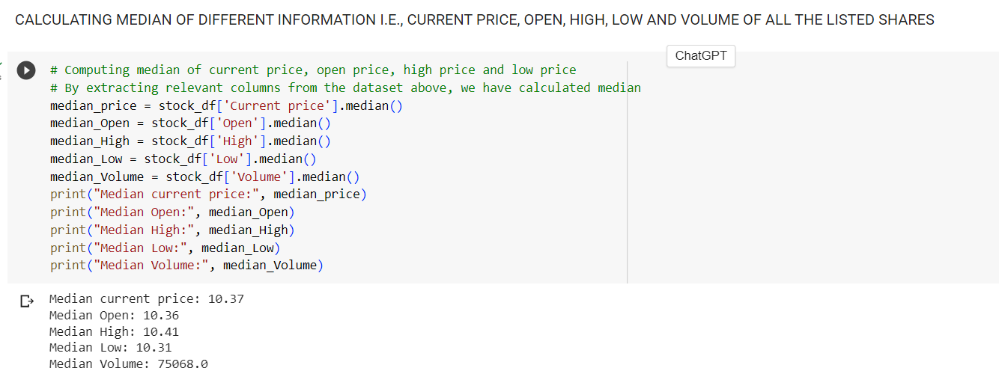 CALCULATING MEDIAN OF DIFFERENT INFORMATION I.E., CURRENT PRICE, OPEN, HIGH, LOW AND VOLUME OF ALL THE LISTED SHARES
ChatGPT
# Computing median of current price, open price, high price and low price
# By extracting relevant columns from the dataset above, we have calculated median
median_price = stock_df['Current price'].median()
median_Open = stock_df['Open'].median()
median_High = stock_df['High'].median()
median_Low = stock_df['Low'].median()
median_Volume = stock_df['Volume'].median()
print("Median current price:", median_price)
print("Median Open:", median_Open)
print("Median High:", median_High)
print("Median Low:", median_Low)
print("Median Volume:", median_Volume)
Median current price: 10.37
Median Open: 10.36
Median High: 10.41
Median Low: 10.31
Median Volume: 75068.0